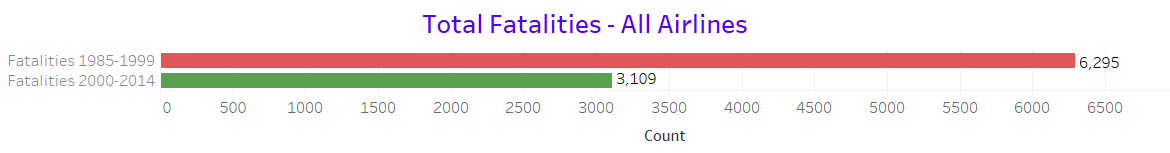 Total Fatalities - All Airlines
Fatalities 1985-1999 6,295
Fatalities 2000-2014 3,109
0 500 1000 1500 2000 2500 3000 3500 4000 4500 5000 5500 6000 6500
Count